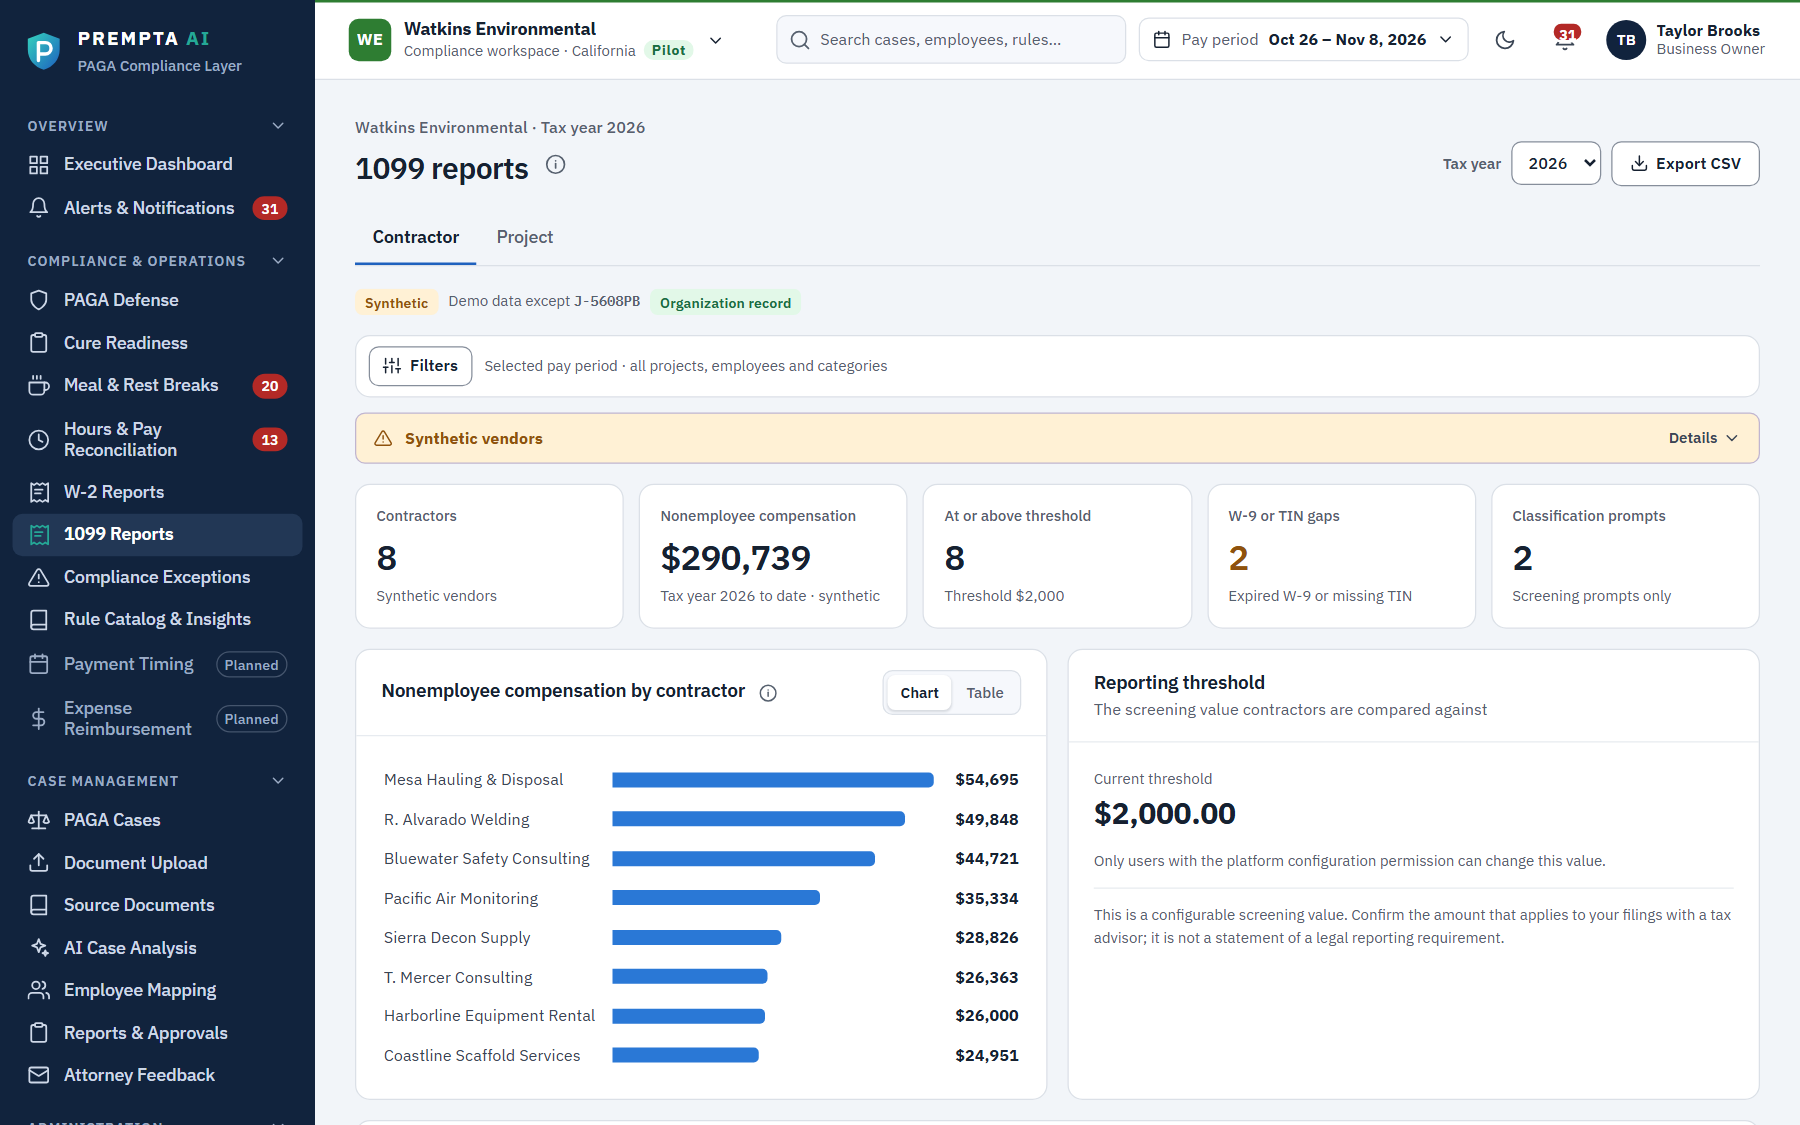 PREMPTA AI
PAGA Compliance Layer
OVERVIEW
Executive Dashboard
Alerts & Notifications 31
COMPLIANCE & OPERATIONS
PAGA Defense
Cure Readiness
Meal & Rest Breaks 20
Hours & Pay
Reconciliation 13
W-2 Reports
1099 Reports
Compliance Exceptions
Rule Catalog & Insights
Payment Timing Planned
Expense
Reimbursement Planned
CASE MANAGEMENT
PAGA Cases
Document Upload
Source Documents
AI Case Analysis
Employee Mapping
Reports & Approvals
Attorney Feedback
ADMINISTRATION
WE Watkins Environmental
Compliance workspace · California Pilot
Search cases, employees, rules...
Pay period Oct 26 – Nov 8, 2026
31
TB Taylor Brooks
Business Owner
Watkins Environmental · Tax year 2026
1099 reports
Tax year 2026 Export CSV
Contractor Project
Synthetic Demo data except J-5608PB Organization record
Filters Selected pay period · all projects, employees and categories
Synthetic vendors Details
Contractors
8
Synthetic vendors
Nonemployee compensation
$290,739
Tax year 2026 to date · synthetic
At or above threshold
8
Threshold $2,000
W-9 or TIN gaps
2
Expired W-9 or missing TIN
Classification prompts
2
Screening prompts only
Nonemployee compensation by contractor Chart Table
Mesa Hauling & Disposal $54,695
R. Alvarado Welding $49,848
Bluewater Safety Consulting $44,721
Pacific Air Monitoring $35,334
Sierra Decon Supply $28,826
T. Mercer Consulting $26,363
Harborline Equipment Rental $26,000
Coastline Scaffold Services $24,951
Reporting threshold
The screening value contractors are compared against
Current threshold
$2,000.00
Only users with the platform configuration permission can change this value.
This is a configurable screening value. Confirm the amount that applies to your filings with a tax
advisor; it is not a statement of a legal reporting requirement.